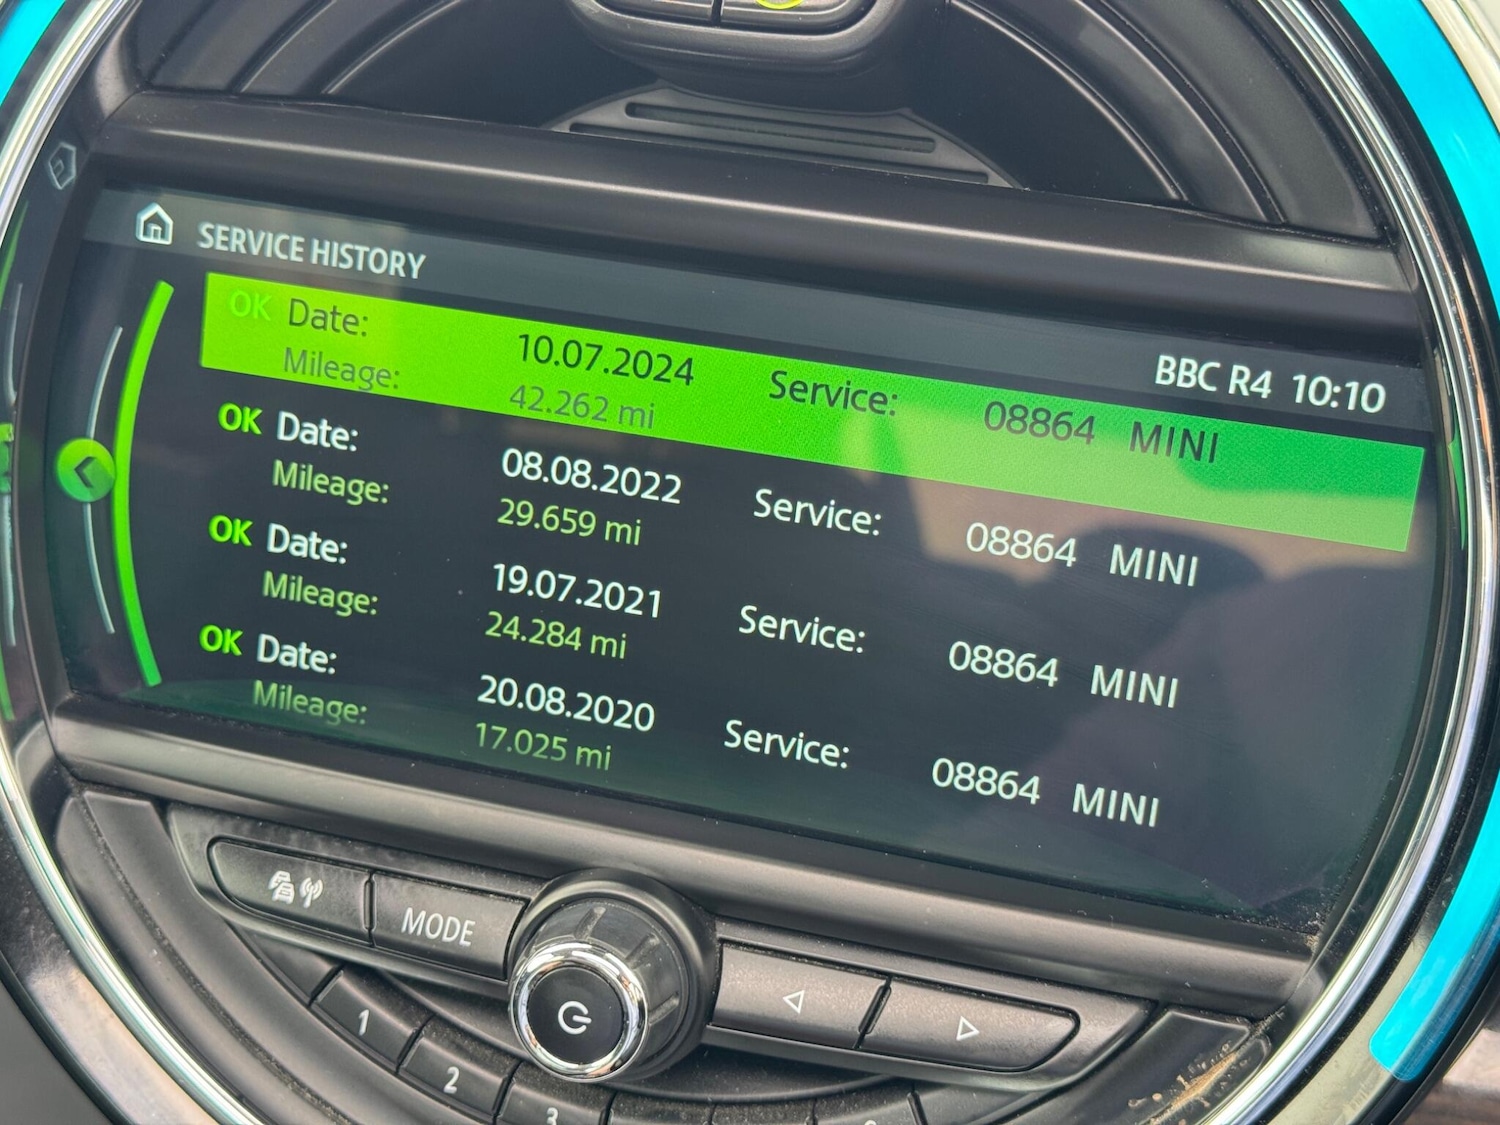 SERVICE HISTORY
BBC R4 10:10
OK Date: 10.07.2024 Service: 08864 MINI
Mileage: 42.262 mi
OK Date: 08.08.2022 Service: 08864 MINI
Mileage: 29.659 mi
OK Date: 19.07.2021 Service: 08864 MINI
Mileage: 24.284 mi
OK Date: 20.08.2020 Service: 08864 MINI
Mileage: 17.025 mi
MODE
1
2
3